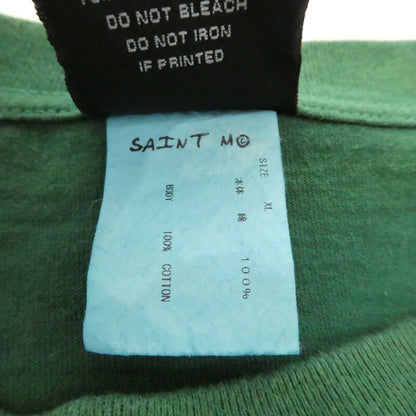 DO NOT BLEACH
DO NOT IRON
IF PRINTED
SAINT M©
SIZE XL
本体 綿 100%
BODY 100% COTTON